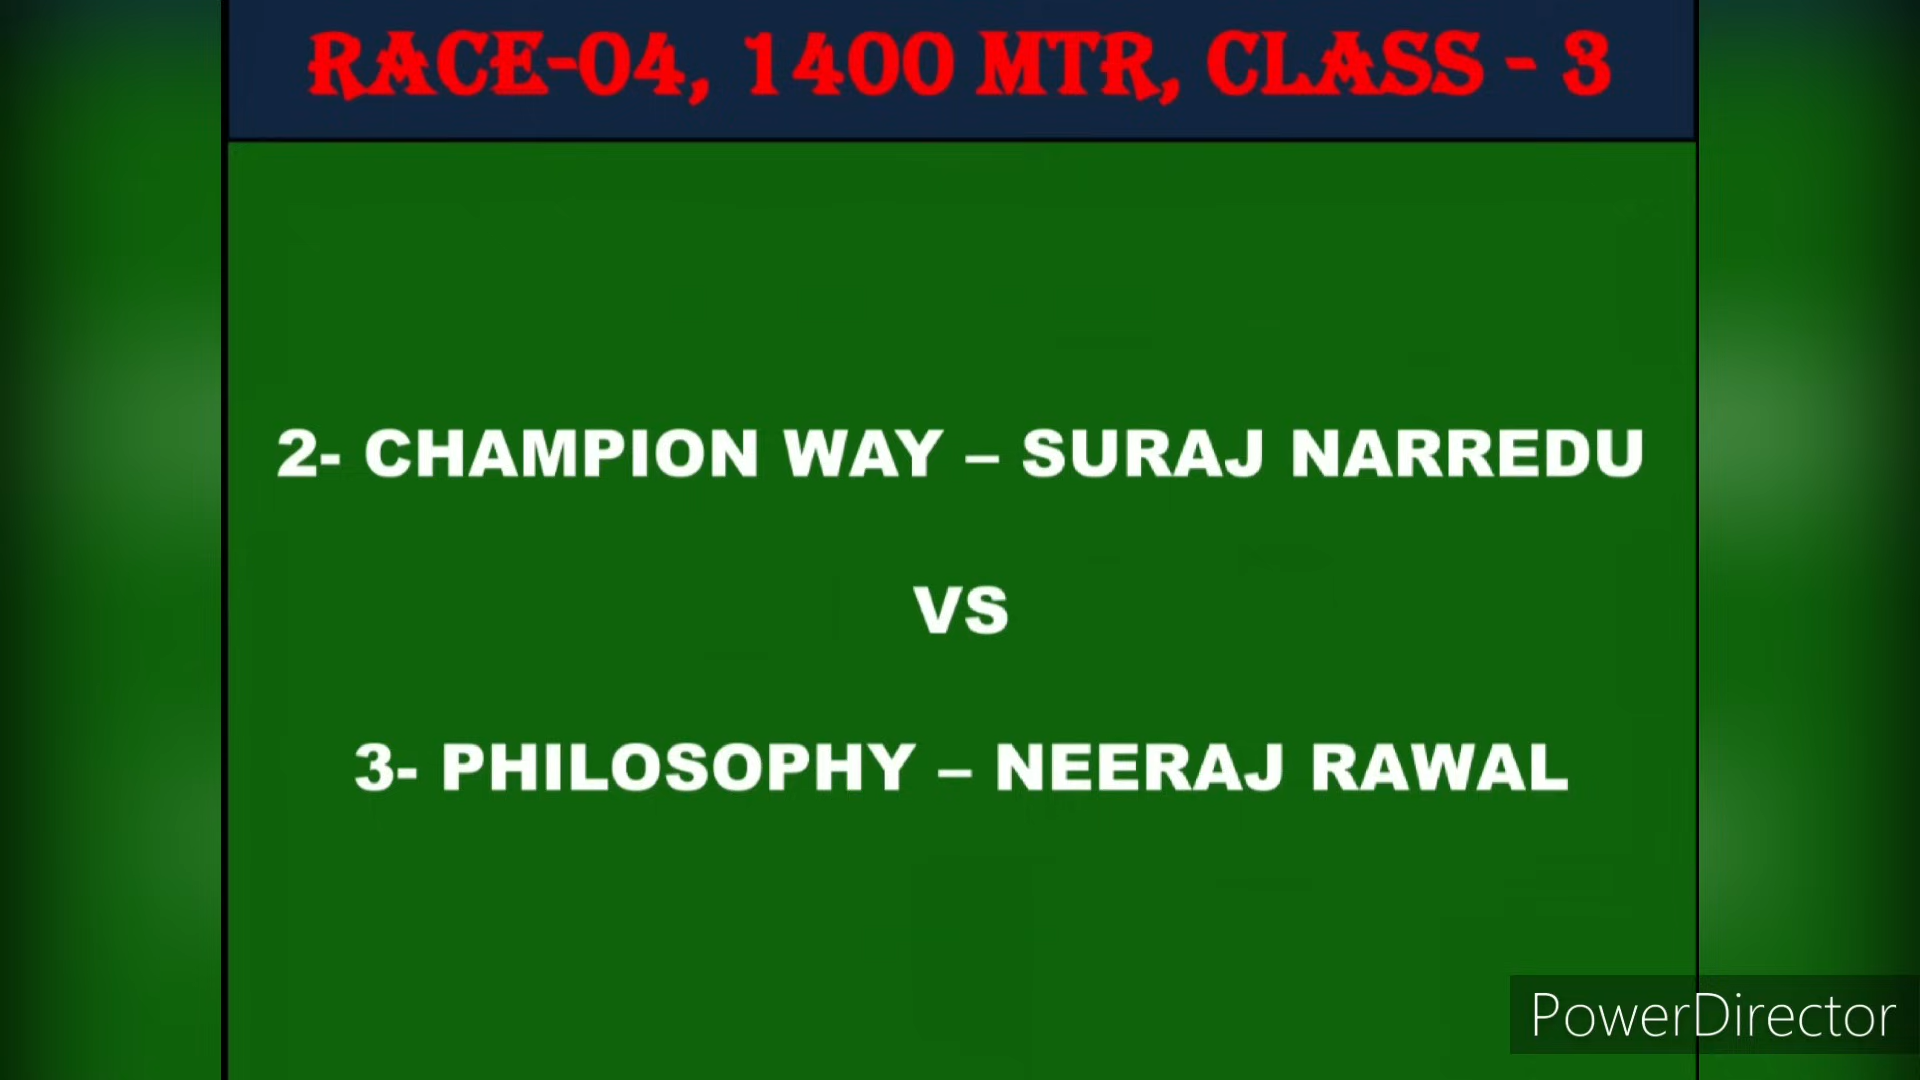 RACE-04, 1400 MTR, CLASS - 3
2- CHAMPION WAY – SURAJ NARREDU
VS
3- PHILOSOPHY – NEERAJ RAWAL
PowerDirector